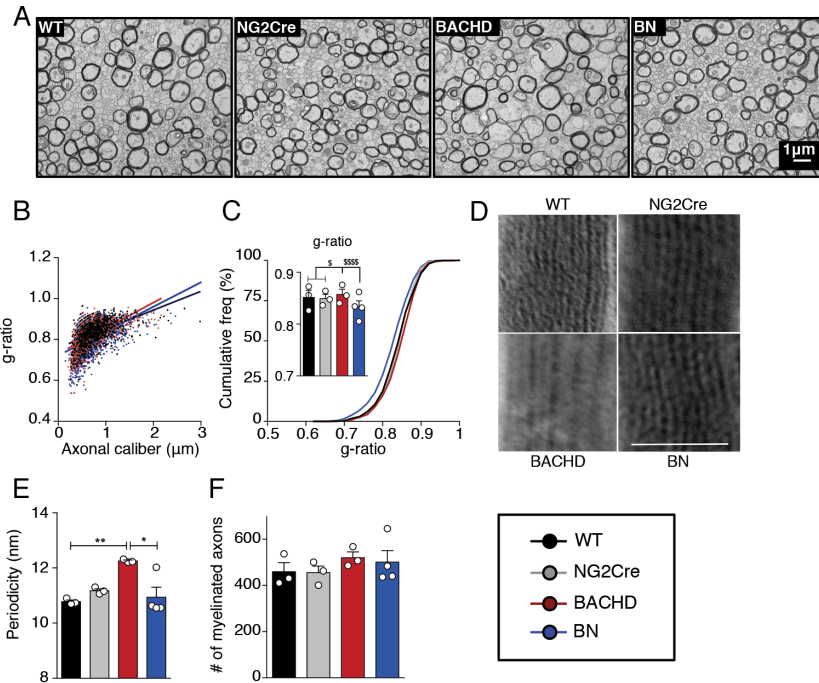 A
WT
NG2Cre
BACHD
BN
1µm
B
1.2
1.0
0.8
0.6
0.4
g-ratio
0
1
2
3
Axonal caliber (µm)
C
g-ratio
100
75
50
25
0
Cumulative freq (%)
0.9
0.8
0.7
$
$$$$
0.5
0.6
0.7
0.8
0.9
1
g-ratio
D
WT
NG2Cre
BACHD
BN
E
14
12
10
8
Periodicity (nm)
**
*
F
600
400
200
0
# of myelinated axons
WT
NG2Cre
BACHD
BN